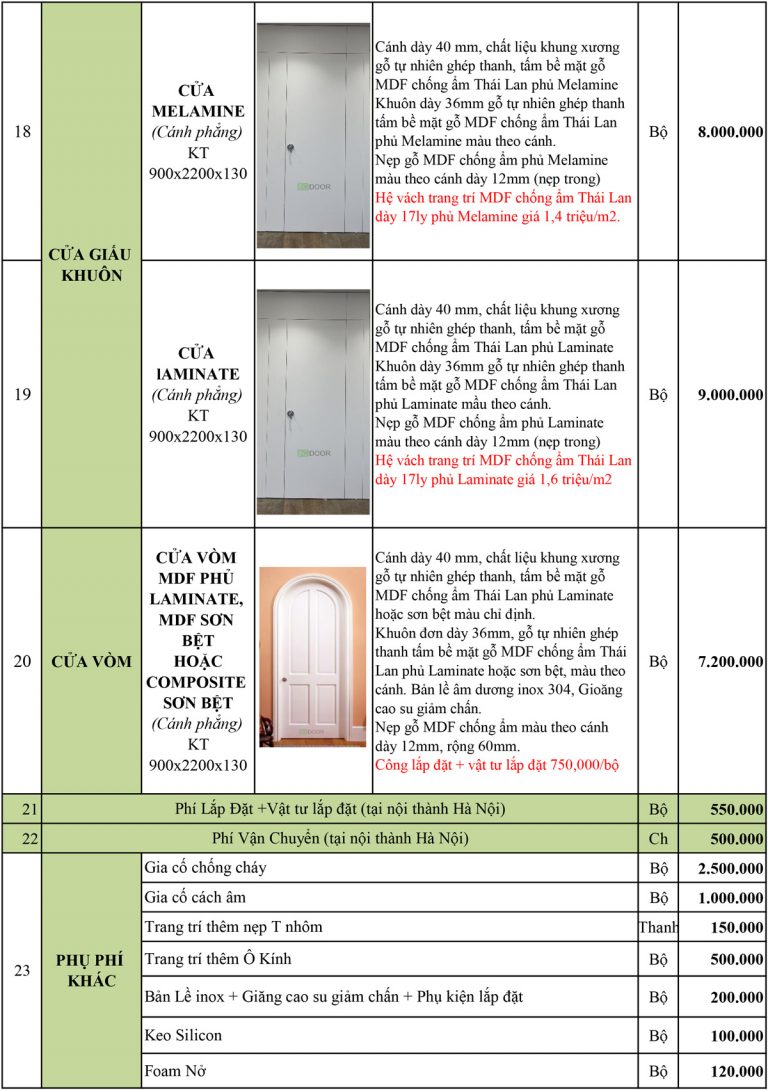 18
CỬA GIẤU
KHUÔN
CỬA
MELAMINE
(Cánh phẳng)
KT
900x2200x130
DOOR
Cánh dày 40 mm, chất liệu khung xương
gỗ tự nhiên ghép thanh, tấm bề mặt gỗ
MDF chống ẩm Thái Lan phủ Melamine
Khuôn dày 36mm gỗ tự nhiên ghép thanh
tấm bề mặt gỗ MDF chống ẩm Thái Lan
phủ Melamine màu theo cánh.
Nẹp gỗ MDF chống ẩm phủ Melamine
màu theo cánh dày 12mm (nẹp trong)
Hệ vách trang trí MDF chống ẩm Thái Lan
dày 17ly phủ Melamine giá 1,4 triệu/m2.
Bộ
8.000.000
19
CỬA
lAMINATE
(Cánh phẳng)
KT
900x2200x130
DOOR
Cánh dày 40 mm, chất liệu khung xương
gỗ tự nhiên ghép thanh, tấm bề mặt gỗ
MDF chống ẩm Thái Lan phủ Laminate
Khuôn dày 36mm gỗ tự nhiên ghép thanh
tấm bề mặt gỗ MDF chống ẩm Thái Lan
phủ Laminate mầu theo cánh.
Nẹp gỗ MDF chống ẩm phủ Laminate
màu theo cánh dày 12mm (nẹp trong)
Hệ vách trang trí MDF chống ẩm Thái Lan
dày 17ly phủ Laminate giá 1,6 triệu/m2
Bộ
9.000.000
20
CỬA VÒM
CỬA VÒM
MDF PHỦ
LAMINATE,
MDF SƠN
BỆT
HOẶC
COMPOSITE
SƠN BỆT
(Cánh phẳng)
KT
900x2200x130
DOOR
Cánh dày 40 mm, chất liệu khung xương
gỗ tự nhiên ghép thanh, tấm bề mặt gỗ
MDF chống ẩm Thái Lan phủ Laminate
hoặc sơn bệt màu chỉ định.
Khuôn đơn dày 36mm, gỗ tự nhiên ghép
thanh tấm bề mặt gỗ MDF chống ẩm Thái
Lan phủ Laminate hoặc sơn bệt, màu theo
cánh. Bản lề âm dương inox 304, Gioăng
cao su giảm chấn.
Nẹp gỗ MDF chống ẩm màu theo cánh
dày 12mm, rộng 60mm.
Công lắp đặt + vật tư lắp đặt 750,000/bộ
Bộ
7.200.000
21 Phí Lắp Đặt +Vật tư lắp đặt (tại nội thành Hà Nội) Bộ 550.000
22 Phí Vận Chuyển (tại nội thành Hà Nội) Ch 500.000
23
PHỤ PHÍ
KHÁC
Gia cố chống cháy Bộ 2.500.000
Gia cố cách âm Bộ 1.000.000
Trang trí thêm nẹp T nhôm Thanh 150.000
Trang trí thêm Ô Kính Bộ 500.000
Bản Lề inox + Giăng cao su giảm chấn + Phụ kiện lắp đặt Bộ 200.000
Keo Silicon Bộ 100.000
Foam Nở Bộ 120.000